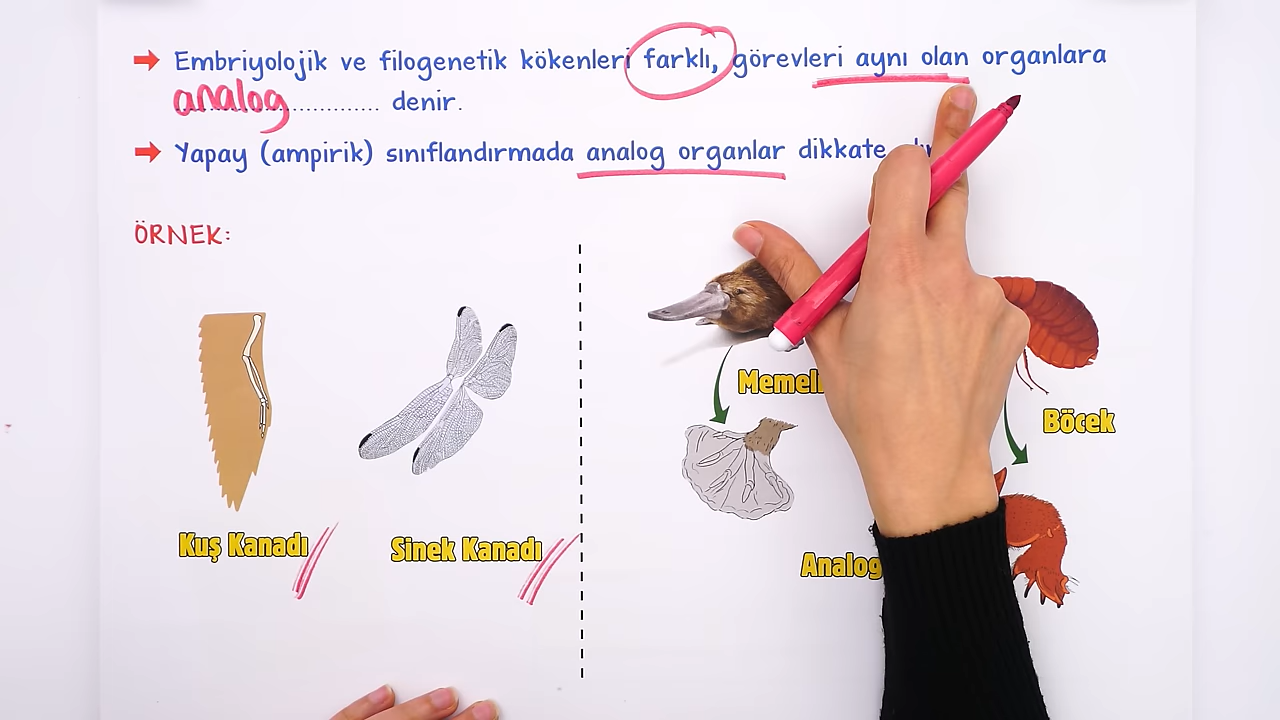 Embriyolojik ve filogenetik kökenleri farklı, görevleri aynı olan organlara
analog denir.
Yapay (ampirik) sınıflandırmada analog organlar dikkate
ÖRNEK:
Kuş Kanadı
Sinek Kanadı
Böcek
Analog